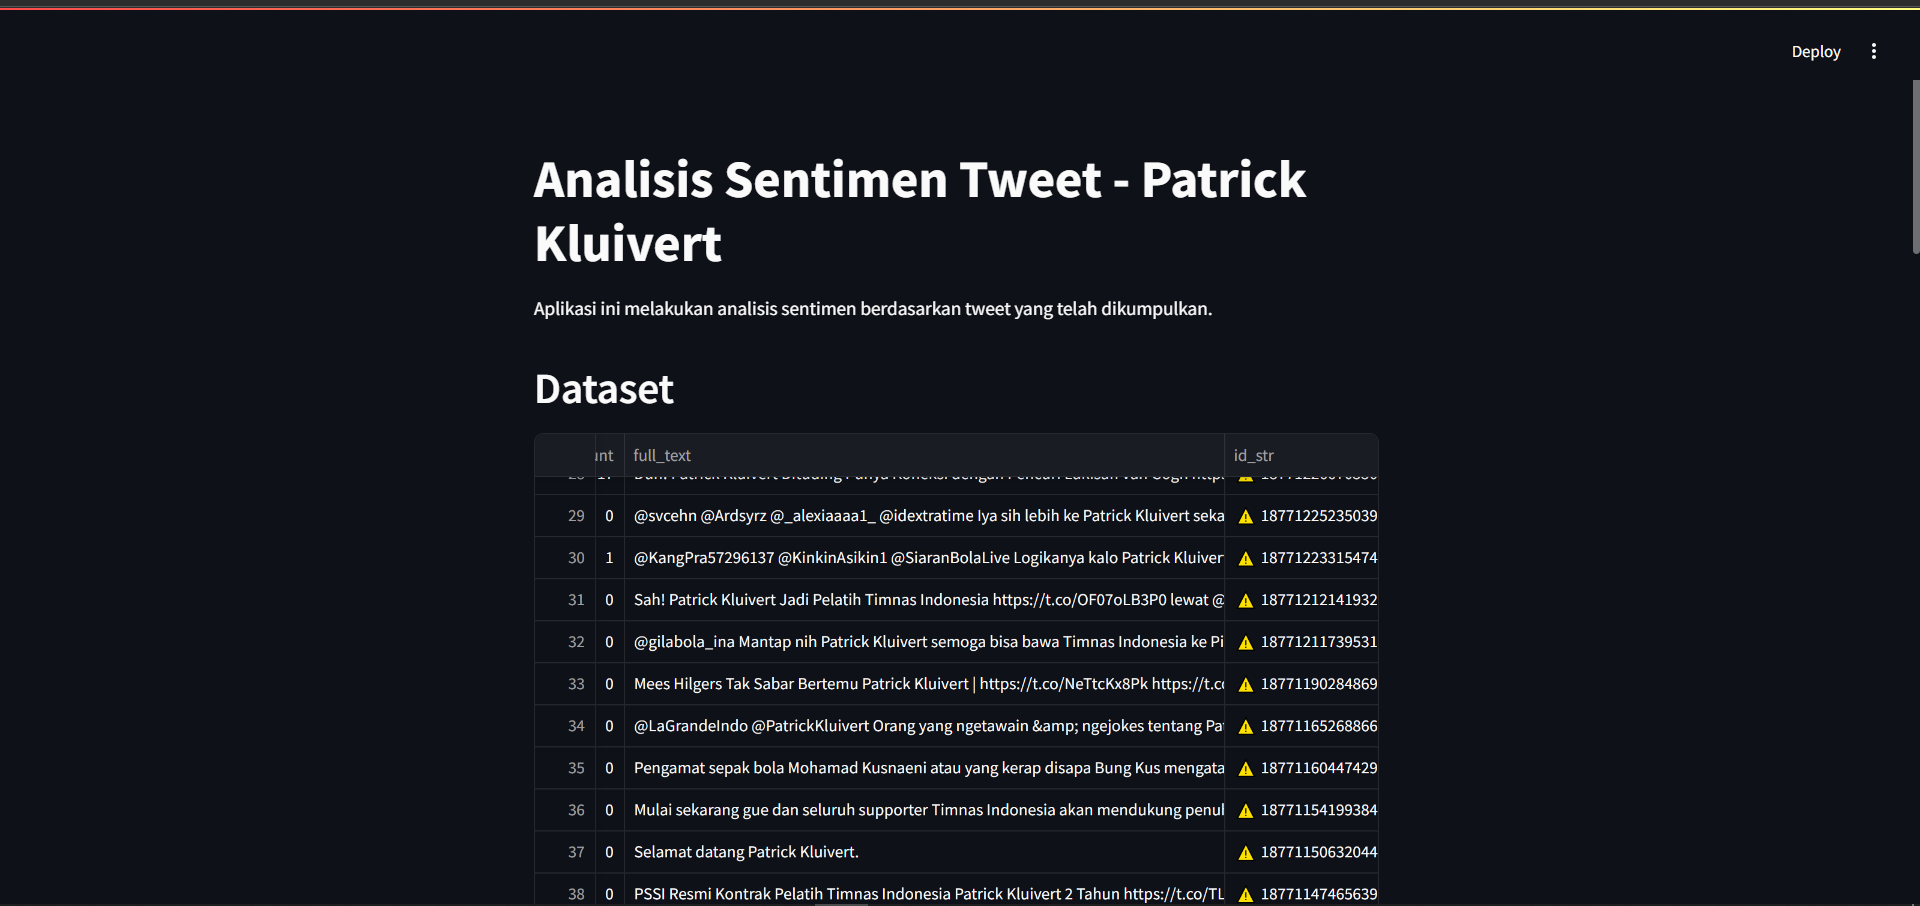 Deploy
Analisis Sentimen Tweet - Patrick
Kluivert
Aplikasi ini melakukan analisis sentimen berdasarkan tweet yang telah dikumpulkan.
Dataset
unt full_text id_str
29 0 @svcehn @Ardsyrz @_alexiaaaa1_ @idextratime Iya sih lebih ke Patrick Kluivert seka 18771225235039
30 1 @KangPra57296137 @KinkinAsikin1 @SiaranBolaLive Logikanya kalo Patrick Kluiver 18771223315474
31 0 Sah! Patrick Kluivert Jadi Pelatih Timnas Indonesia https://t.co/OF07oLB3P0 lewat @ 18771212141932
32 0 @gilabola_ina Mantap nih Patrick Kluivert semoga bisa bawa Timnas Indonesia ke Pi 18771211739531
33 0 Mees Hilgers Tak Sabar Bertemu Patrick Kluivert | https://t.co/NeTtcKx8Pk https://t.co 18771190284869
34 0 @LaGrandeIndo @PatrickKluivert Orang yang ngetawain &amp; ngejokes tentang Pa 18771165268866
35 0 Pengamat sepak bola Mohamad Kusnaeni atau yang kerap disapa Bung Kus mengata 18771160447429
36 0 Mulai sekarang gue dan seluruh supporter Timnas Indonesia akan mendukung penu 18771154199384
37 0 Selamat datang Patrick Kluivert. 18771150632044
38 0 PSSI Resmi Kontrak Pelatih Timnas Indonesia Patrick Kluivert 2 Tahun https://t.co/TL 18771147465639